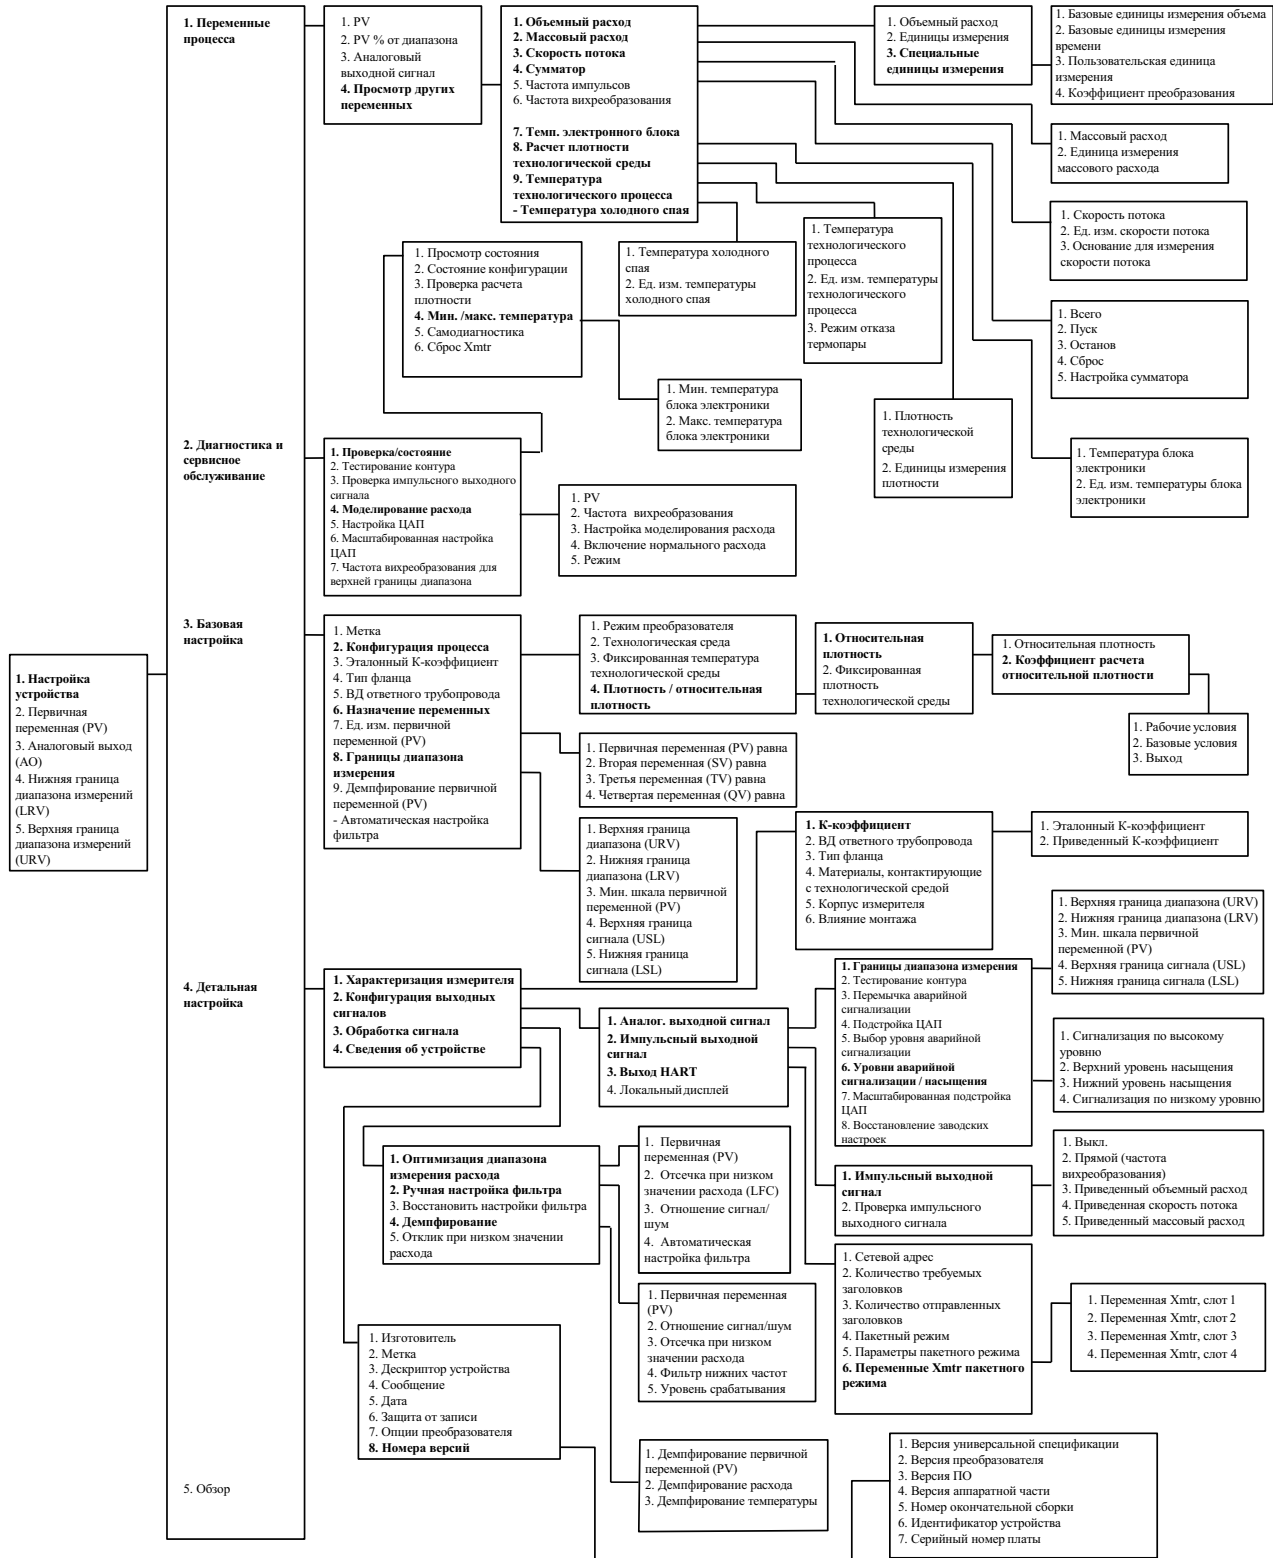 1. Настройка
устройства
2. Первичная
переменная (PV)
3. Аналоговый выход
(AO)
4. Нижняя граница
диапазона измерений
(LRV)
5. Верхняя граница
диапазона измерений
(URV)
1. Переменные
процесса
2. Диагностика и
сервисное
обслуживание
3. Базовая
настройка
4. Детальная
настройка
5. Обзор
1. PV
2. PV % от диапазона
3. Аналоговый
выходной сигнал
4. Просмотр других
переменных
1. Объемный расход
2. Массовый расход
3. Скорость потока
4. Сумматор
5. Частота импульсов
6. Частота вихреобразования
7. Темп. электронного блока
8. Расчет плотности
технологической среды
9. Температура
технологического процесса
- Температура холодного спая
1. Объемный расход
2. Единицы измерения
3. Специальные
единицы измерения
1. Базовые единицы измерения объема
2. Базовые единицы измерения
времени
3. Пользовательская единица
измерения
4. Коэффициент преобразования
1. Массовый расход
2. Единица измерения
массового расхода
1. Скорость потока
2. Ед. изм. скорости потока
3. Основание для измерения
скорости потока
1. Всего
2. Пуск
3. Останов
4. Сброс
5. Настройка сумматора
1. Температура блока
электроники
2. Ед. изм. температуры блока
электроники
1. Плотность
технологической
среды
2. Единицы измерения
плотности
1. Температура
технологического
процесса
2. Ед. изм. температуры
технологического
процесса
3. Режим отказа
термопары
1. Температура холодного
спая
2. Ед. изм. температуры
холодного спая
1. Просмотр состояния
2. Состояние конфигурации
3. Проверка расчета
плотности
4. Мин. /макс. температура
5. Самодиагностика
6. Сброс Xmtr
1. Мин. температура
блока электроники
2. Макс. температура
блока электроники
1. Проверка/состояние
2. Тестирование контура
3. Проверка импульсного выходного
сигнала
4. Моделирование расхода
5. Настройка ЦАП
6. Масштабированная настройка
ЦАП
7. Частота вихреобразования для
верхней границы диапазона
1. PV
2. Частота вихреобразования
3. Настройка моделирования расхода
4. Включение нормального расхода
5. Режим
1. Метка
2. Конфигурация процесса
3. Эталонный К-коэффициент
4. Тип фланца
5. ВД ответного трубопровода
6. Назначение переменных
7. Ед. изм. первичной
переменной (PV)
8. Границы диапазона
измерения
9. Демпфирование первичной
переменной (PV)
- Автоматическая настройка
фильтра
1. Режим преобразователя
2. Технологическая среда
3. Фиксированная температура
технологической среды
4. Плотность / относительная
плотность
1. Относительная
плотность
2. Фиксированная
плотность
технологической среды
1. Относительная плотность
2. Коэффициент расчета
относительной плотности
1. Рабочие условия
2. Базовые условия
3. Выход
1. Первичная переменная (PV) равна
2. Вторая переменная (SV) равна
3. Третья переменная (TV) равна
4. Четвертая переменная (QV) равна
1. Верхняя граница
диапазона (URV)
2. Нижняя граница
диапазона (LRV)
3. Мин. шкала первичной
переменной (PV)
4. Верхняя граница
сигнала (USL)
5. Нижняя граница
сигнала (LSL)
1. Характеризация измерителя
2. Конфигурация выходных
сигналов
3. Обработка сигнала
4. Сведения об устройстве
1. К-коэффициент
2. ВД ответного трубопровода
3. Тип фланца
4. Материалы, контактирующие
с технологической средой
5. Корпус измерителя
6. Влияние монтажа
1. Эталонный К-коэффициент
2. Приведенный К-коэффициент
1. Аналог. выходной сигнал
2. Импульсный выходной
сигнал
3. Выход HART
4. Локальный дисплей
1. Границы диапазона измерения
2. Тестирование контура
3. Перемычка аварийной
сигнализации
4. Подстройка ЦАП
5. Выбор уровня аварийной
сигнализации
6. Уровни аварийной
сигнализации / насыщения
7. Масштабированная подстройка
ЦАП
8. Восстановление заводских
настроек
1. Верхняя граница диапазона (URV)
2. Нижняя граница диапазона (LRV)
3. Мин. шкала первичной
переменной (PV)
4. Верхняя граница сигнала (USL)
5. Нижняя граница сигнала (LSL)
1. Сигнализация по высокому
уровню
2. Верхний уровень насыщения
3. Нижний уровень насыщения
4. Сигнализация по низкому уровню
1. Импульсный выходной
сигнал
2. Проверка импульсного
выходного сигнала
1. Выкл.
2. Прямой (частота
вихреобразования)
3. Приведенный объемный расход
4. Приведенная скорость потока
5. Приведенный массовый расход
1. Сетевой адрес
2. Количество требуемых
заголовков
3. Количество отправленных
заголовков
4. Пакетный режим
5. Параметры пакетного режима
6. Переменные Xmtr пакетного
режима
1. Переменная Xmtr, слот 1
2. Переменная Xmtr, слот 2
3. Переменная Xmtr, слот 3
4. Переменная Xmtr, слот 4
1. Оптимизация диапазона
измерения расхода
2. Ручная настройка фильтра
3. Восстановить настройки фильтра
4. Демпфирование
5. Отклик при низком значении
расхода
1. Первичная
переменная (PV)
2. Отсечка при низком
значении расхода (LFC)
3. Отношение сигнал/
шум
4. Автоматическая
настройка фильтра
1. Первичная переменная
(PV)
2. Отношение сигнал/шум
3. Отсечка при низком
значении расхода
4. Фильтр нижних частот
5. Уровень срабатывания
1. Демпфирование первичной
переменной (PV)
2. Демпфирование расхода
3. Демпфирование температуры
1. Изготовитель
2. Метка
3. Дескриптор устройства
4. Сообщение
5. Дата
6. Защита от записи
7. Опции преобразователя
8. Номера версий
1. Версия универсальной спецификации
2. Версия преобразователя
3. Версия ПО
4. Версия аппаратной части
5. Номер окончательной сборки
6. Идентификатор устройства
7. Серийный номер платы